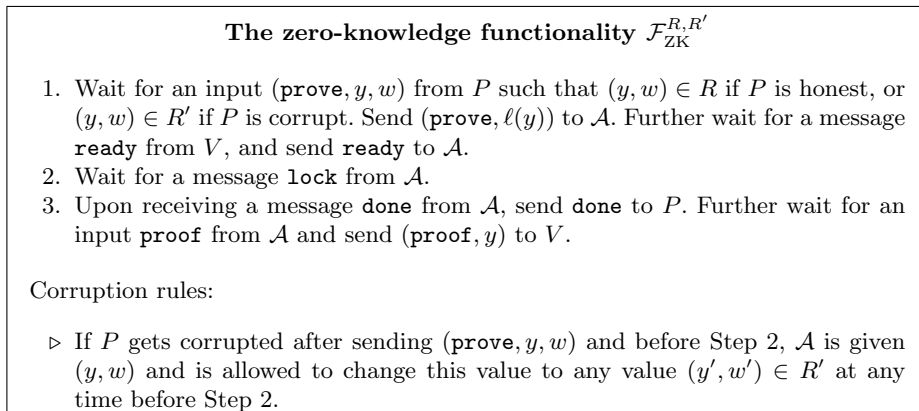 The zero-knowledge functionality $\mathcal{F}_{\mathrm{ZK}}^{R,R'}$
1. Wait for an input (prove, y, w) from P such that (y, w) ∈ R if P is honest, or
(y, w) ∈ R′ if P is corrupt. Send (prove, ℓ(y)) to 𝒜. Further wait for a message
ready from V, and send ready to 𝒜.
2. Wait for a message lock from 𝒜.
3. Upon receiving a message done from 𝒜, send done to P. Further wait for an
input proof from 𝒜 and send (proof, y) to V.
Corruption rules:
▷ If P gets corrupted after sending (prove, y, w) and before Step 2, 𝒜 is given
(y, w) and is allowed to change this value to any value (y′, w′) ∈ R′ at any
time before Step 2.